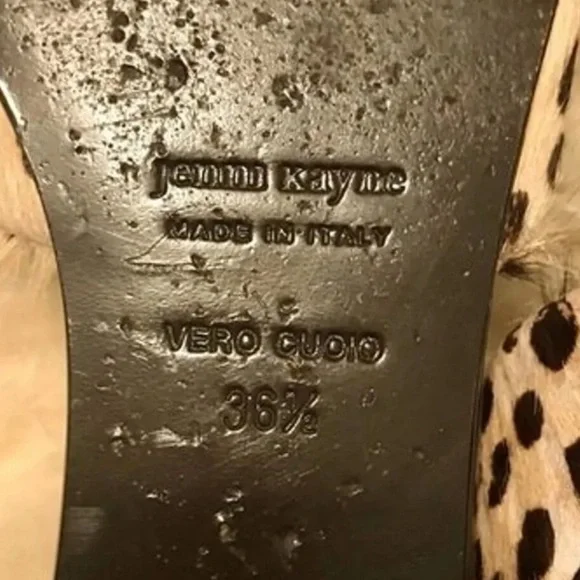 jenni kayne
MADE IN ITALY
VERO CUOIO
36½